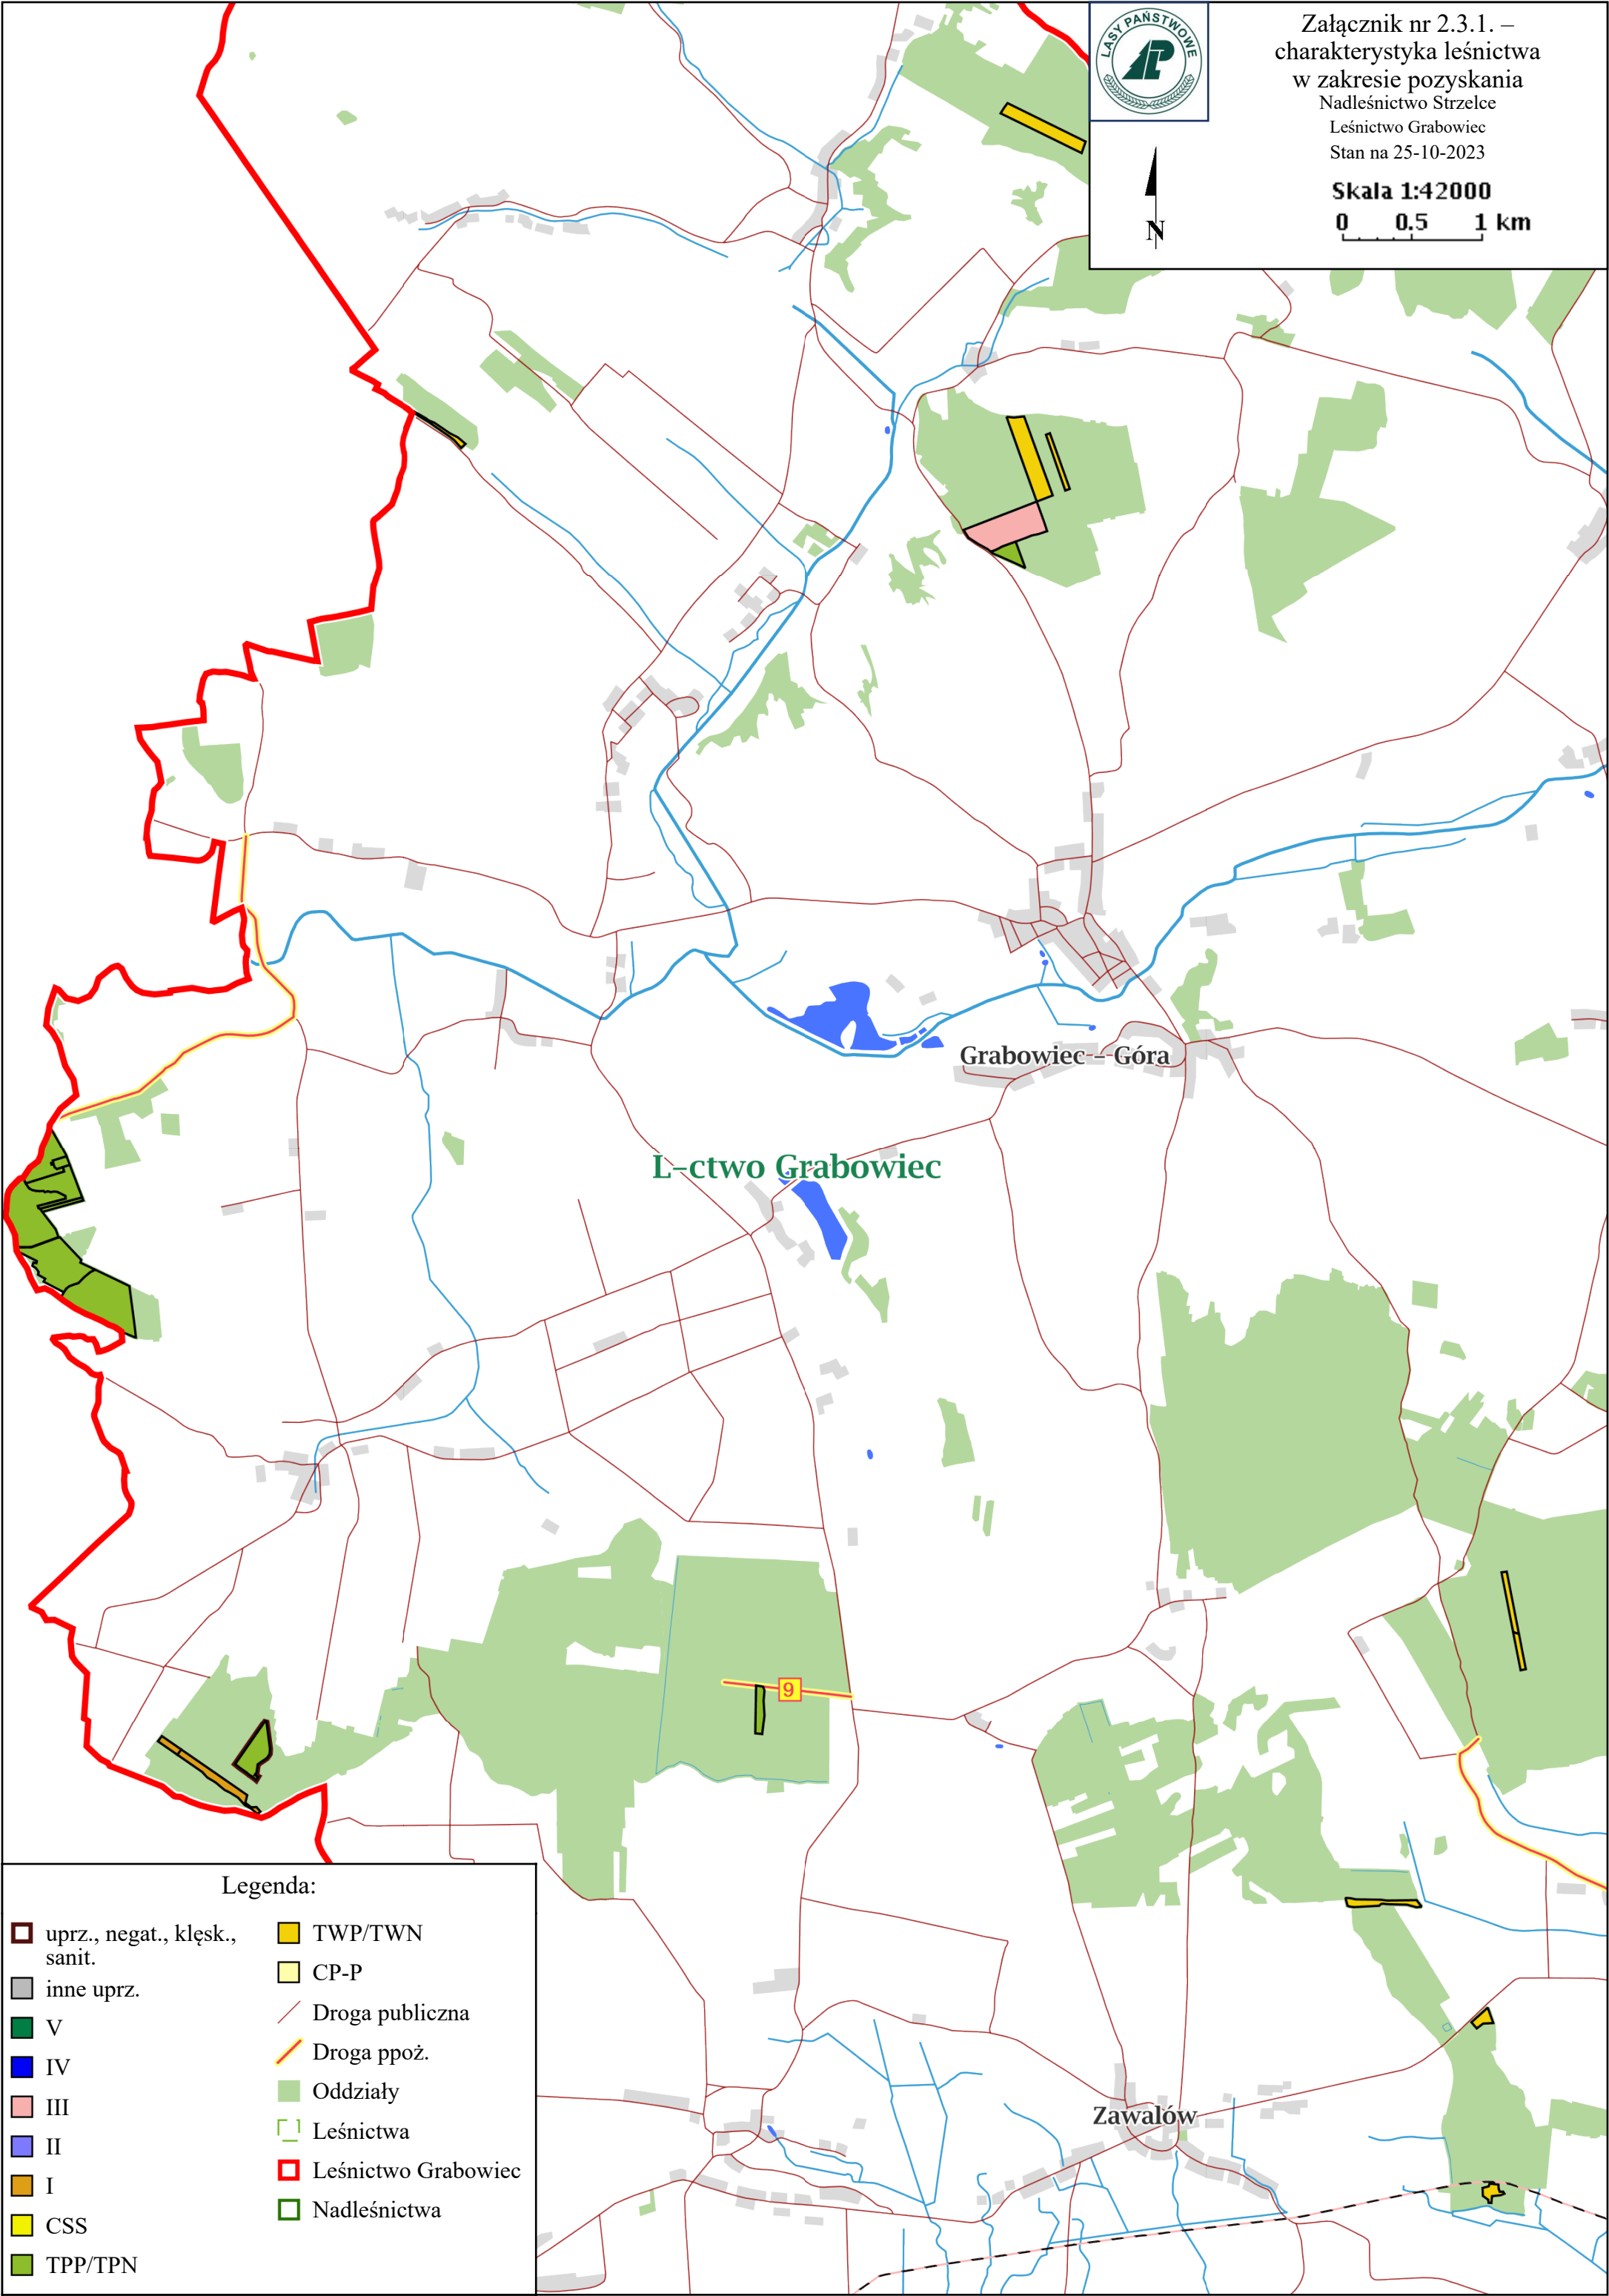 LASY PAŃSTWOWE
LP
Załącznik nr 2.3.1. –
charakterystyka leśnictwa
w zakresie pozyskania
Nadleśnictwo Strzelce
Leśnictwo Grabowiec
Stan na 25-10-2023
Skala 1:42000
0 0.5 1 km
N
Grabowiec – Góra
L–ctwo Grabowiec
9
Zawalów
Legenda:
uprz., negat., klęsk.,
sanit.
inne uprz.
V
IV
III
II
I
CSS
TPP/TPN
TWP/TWN
CP-P
Droga publiczna
Droga ppoż.
Oddziały
Leśnictwa
Leśnictwo Grabowiec
Nadleśnictwa